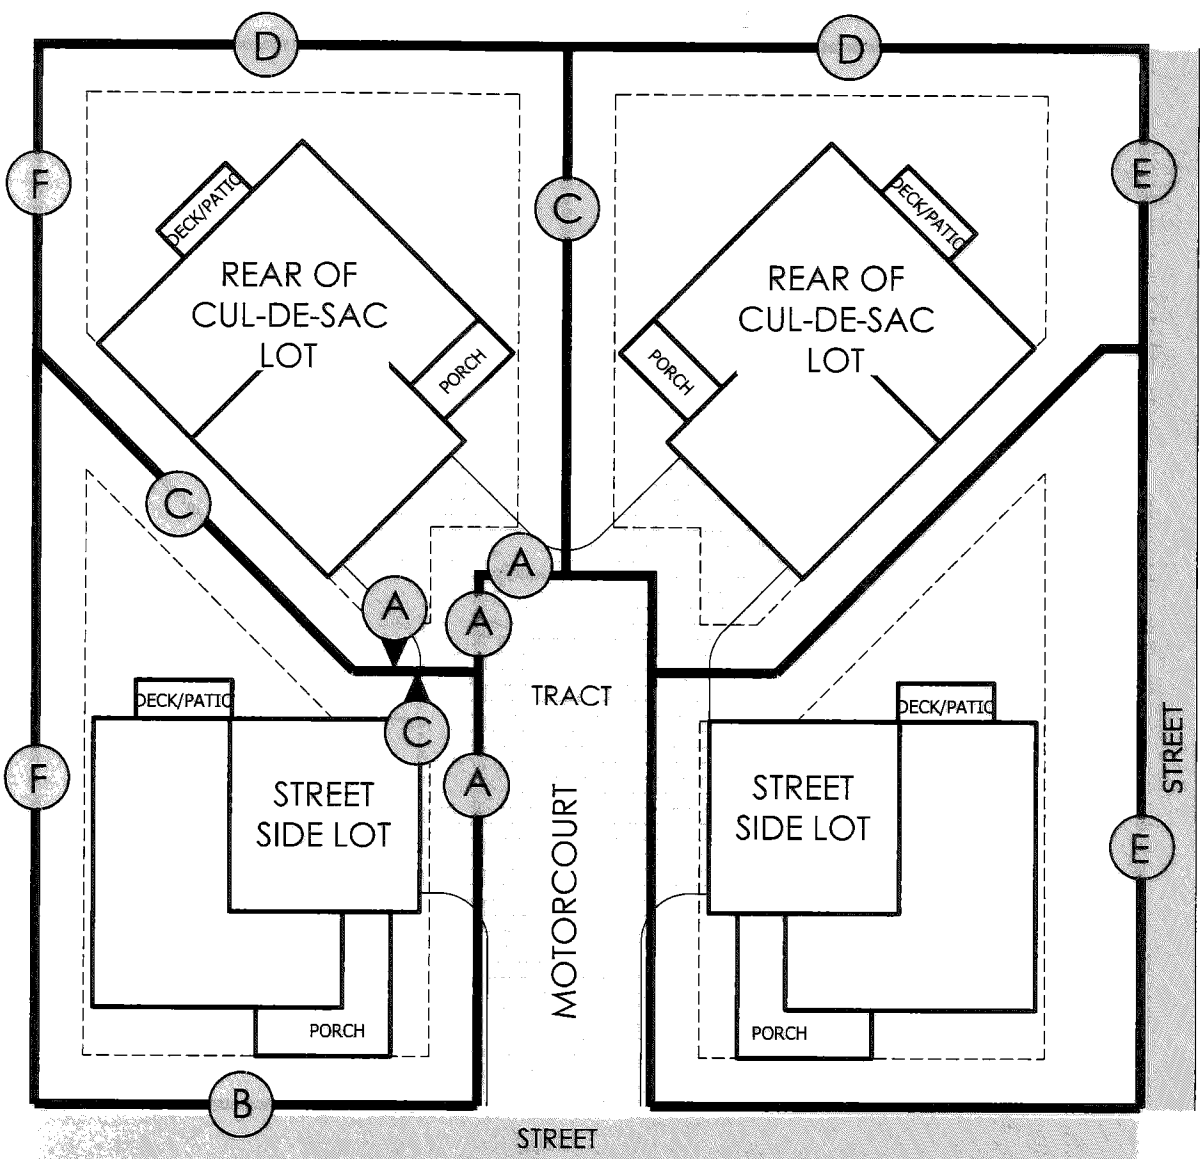 D
D
F
E
DECK/PATIO
DECK/PATIO
C
REAR OF
CUL-DE-SAC
LOT
REAR OF
CUL-DE-SAC
LOT
PORCH
PORCH
C
A
A
A
TRACT
DECK/PATIO
DECK/PATIO
C
STREET
F
A
STREET
SIDE LOT
STREET
SIDE LOT
MOTORCOURT
E
PORCH
PORCH
B
STREET